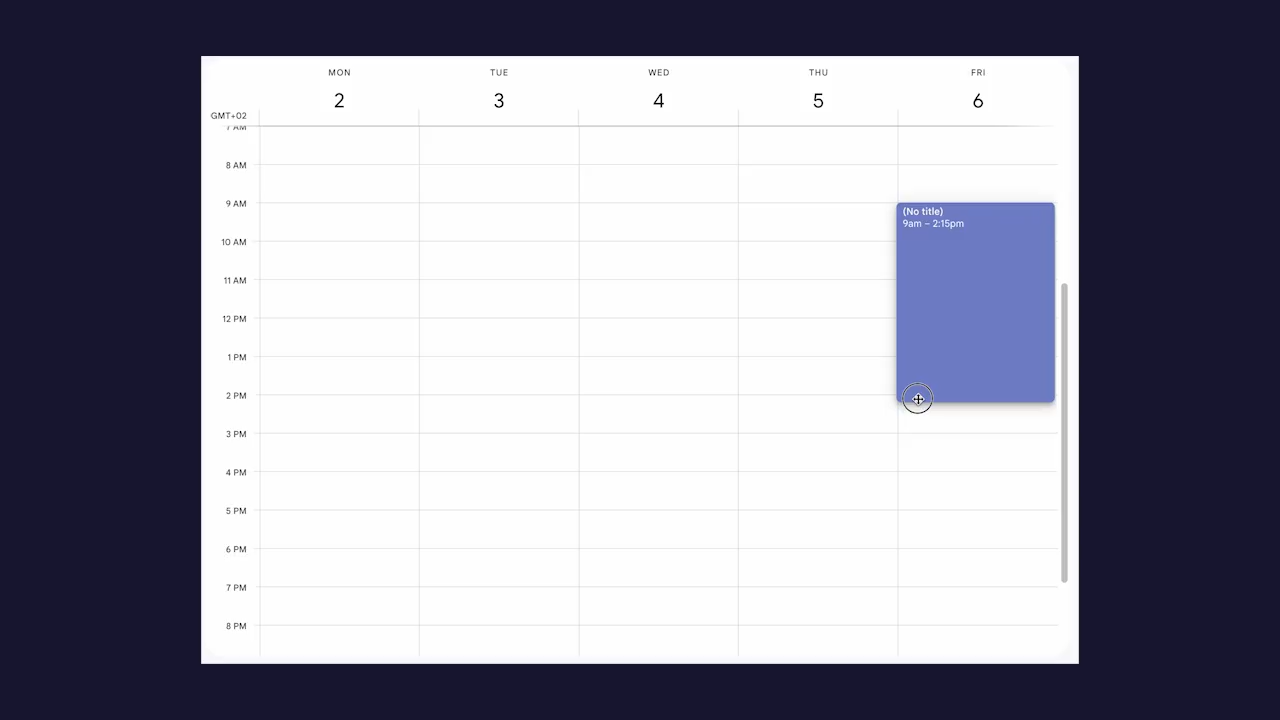 MON TUE WED THU FRI
2 3 4 5 6
GMT+02
7 AM
8 AM
9 AM
(No title)
9am – 2:15pm
10 AM
11 AM
12 PM
1 PM
2 PM
3 PM
4 PM
5 PM
6 PM
7 PM
8 PM